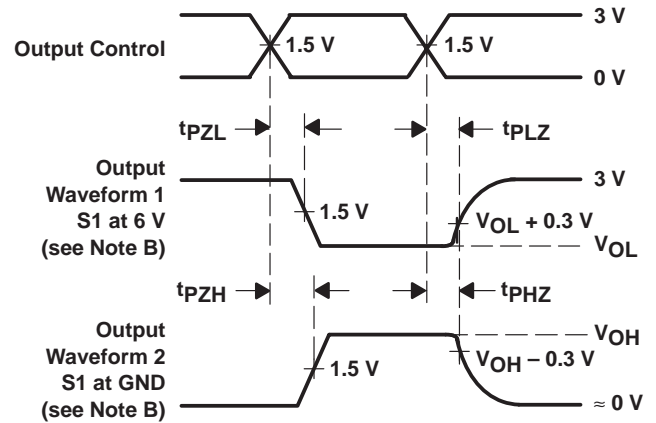 3 V
Output Control
1.5 V
1.5 V
0 V
tPZL
tPLZ
Output
Waveform 1
S1 at 6 V
(see Note B)
3 V
1.5 V
VOL + 0.3 V
VOL
tPZH
tPHZ
Output
Waveform 2
S1 at GND
(see Note B)
VOH
1.5 V
VOH – 0.3 V
≈ 0 V